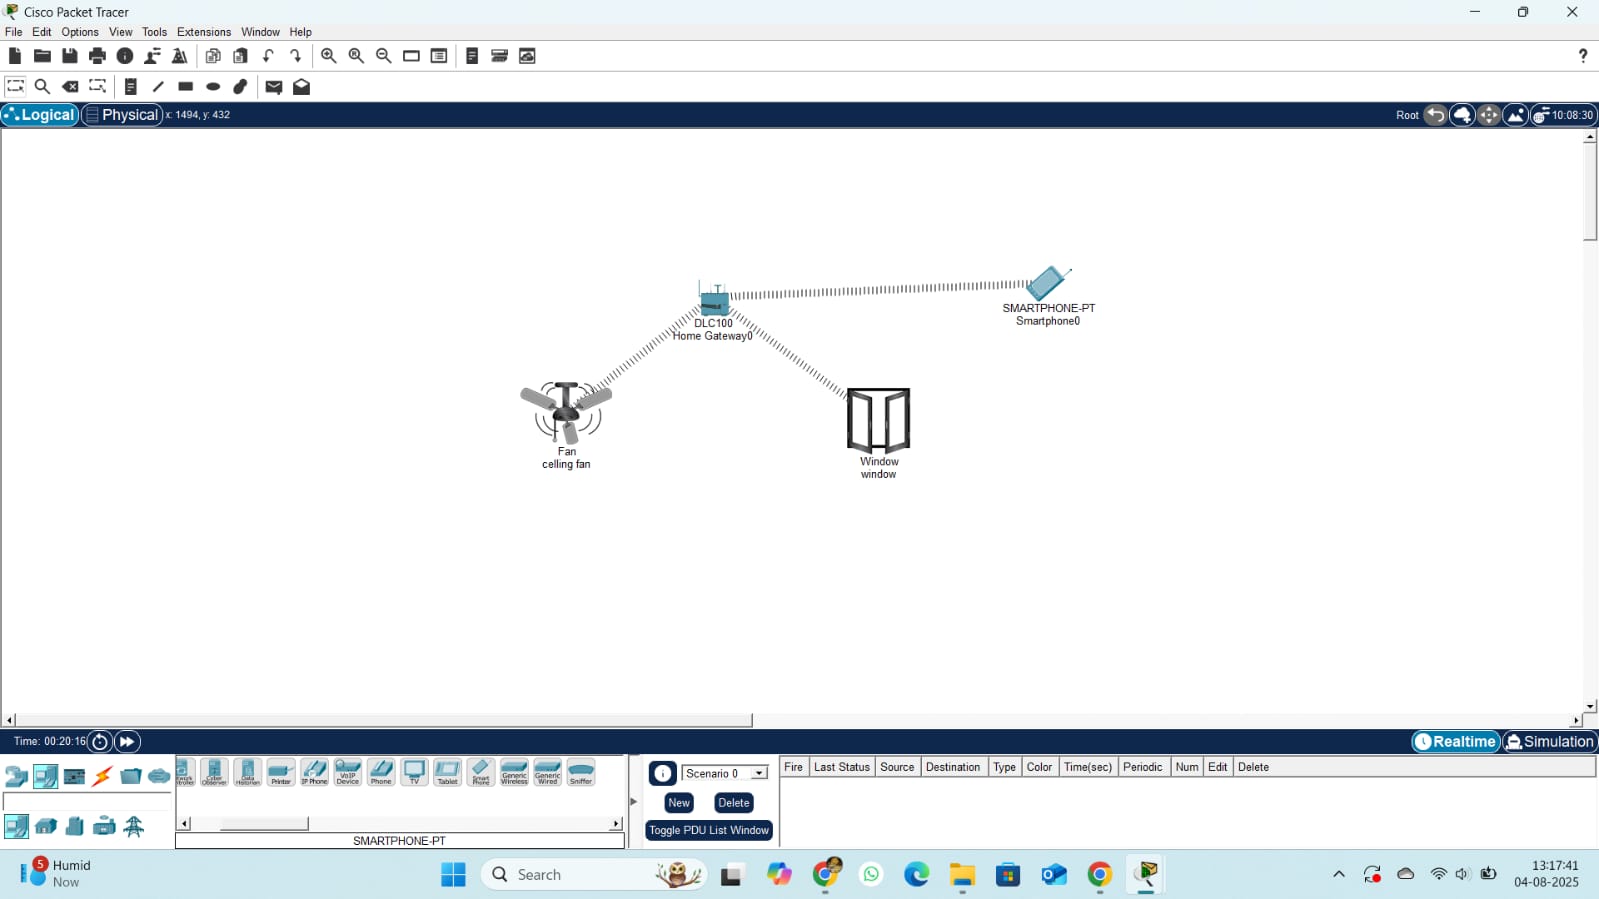 Cisco Packet Tracer
File Edit Options View Tools Extensions Window Help
?
Logical Physical x: 1494, y: 432 Root 10:08:30
SMARTPHONE-PT
Smartphone0
DLC100
Home Gateway0
Fan
celling fan
Window
window
Time: 00:20:16 Realtime Simulation
Cyber Observer Data Historian Printer IP Phone VoIP Device Phone TV Tablet Smart Phone Generic Wireless Generic Wired Sniffer
SMARTPHONE-PT
Scenario 0
New Delete
Toggle PDU List Window
Fire Last Status Source Destination Type Color Time(sec) Periodic Num Edit Delete
5 Humid
Now
Search
13:17:41
04-08-2025